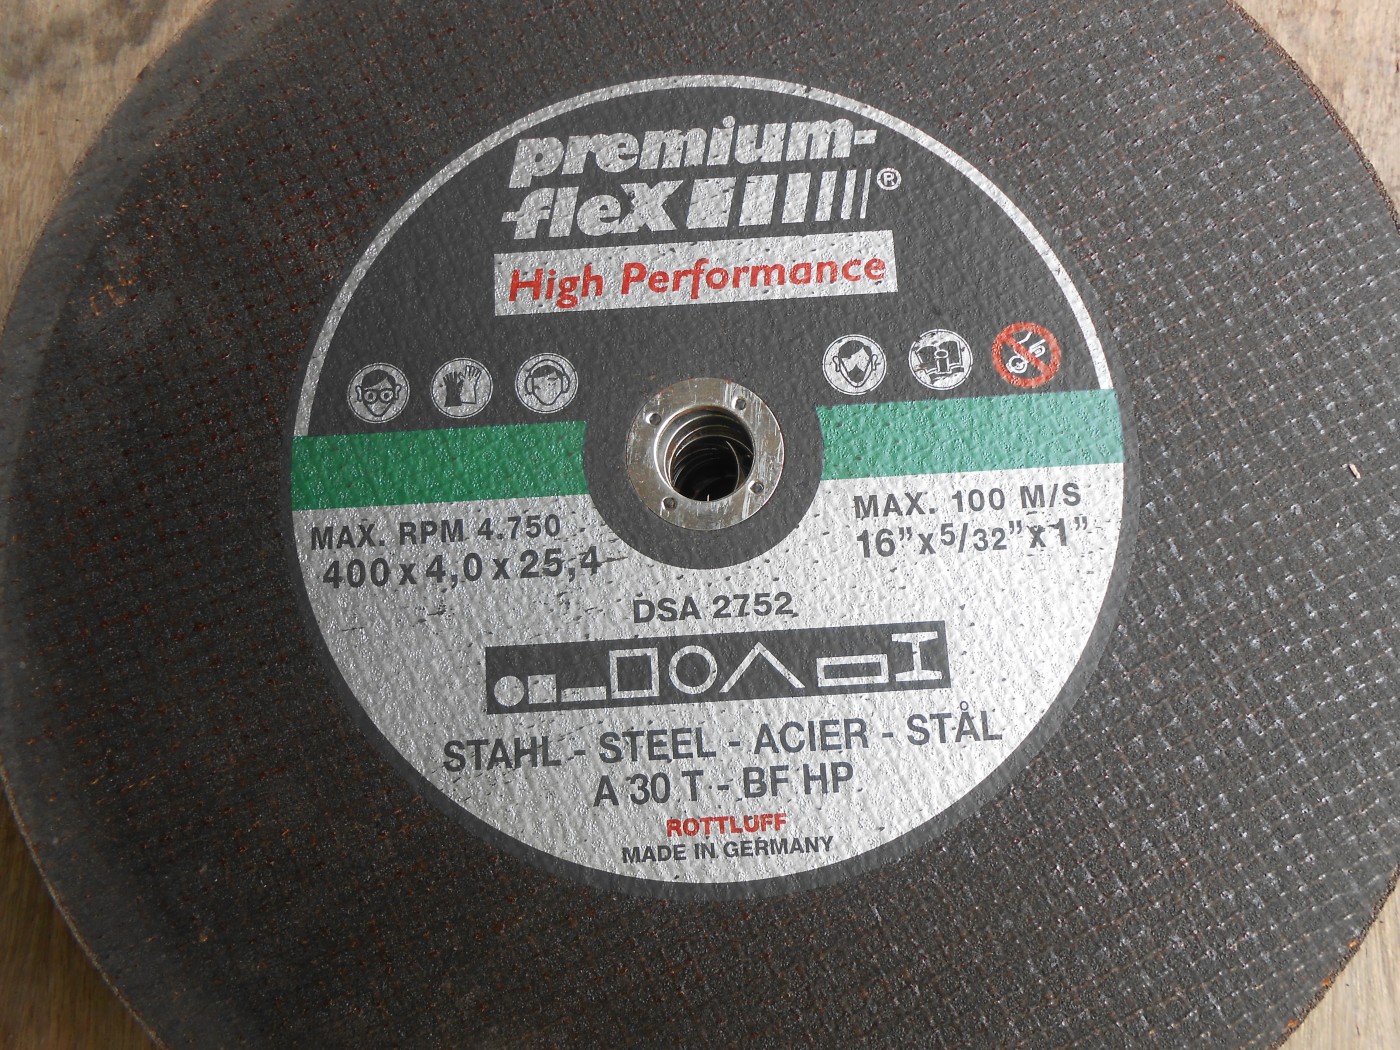 premium-
flex®
High Performance
MAX. RPM 4.750
400 x 4,0 x 25,4
MAX. 100 M/S
16” x 5/32” x 1”
DSA 2752
STAHL - STEEL - ACIER - STÅL
A 30 T - BF HP
ROTTLUFF
MADE IN GERMANY